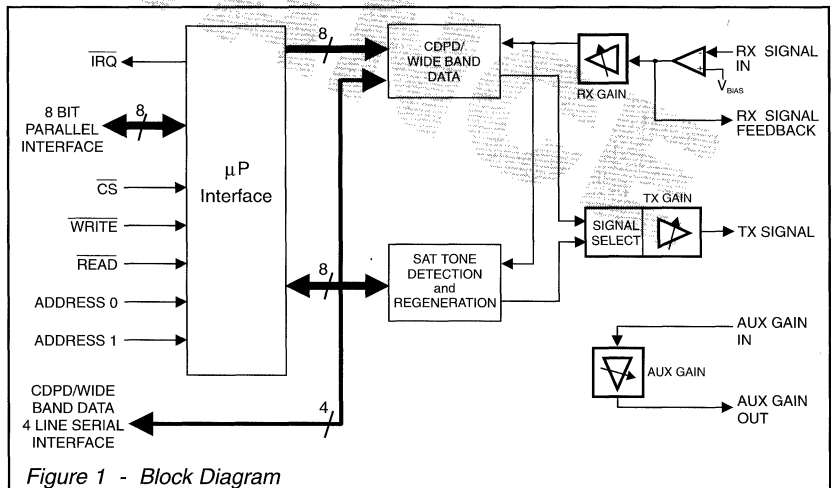 IRQ
8 BIT
PARALLEL
INTERFACE
8
CS
WRITE
READ
ADDRESS 0
ADDRESS 1
CDPD/WIDE
BAND DATA
4 LINE SERIAL
INTERFACE
µP
Interface
8
8
4
CDPD/
WIDE BAND
DATA
SAT TONE
DETECTION
and
REGENERATION
RX GAIN
+
VBIAS
RX SIGNAL
IN
RX SIGNAL
FEEDBACK
TX GAIN
SIGNAL
SELECT
TX SIGNAL
AUX GAIN
IN
AUX GAIN
AUX GAIN
OUT
Figure 1 - Block Diagram